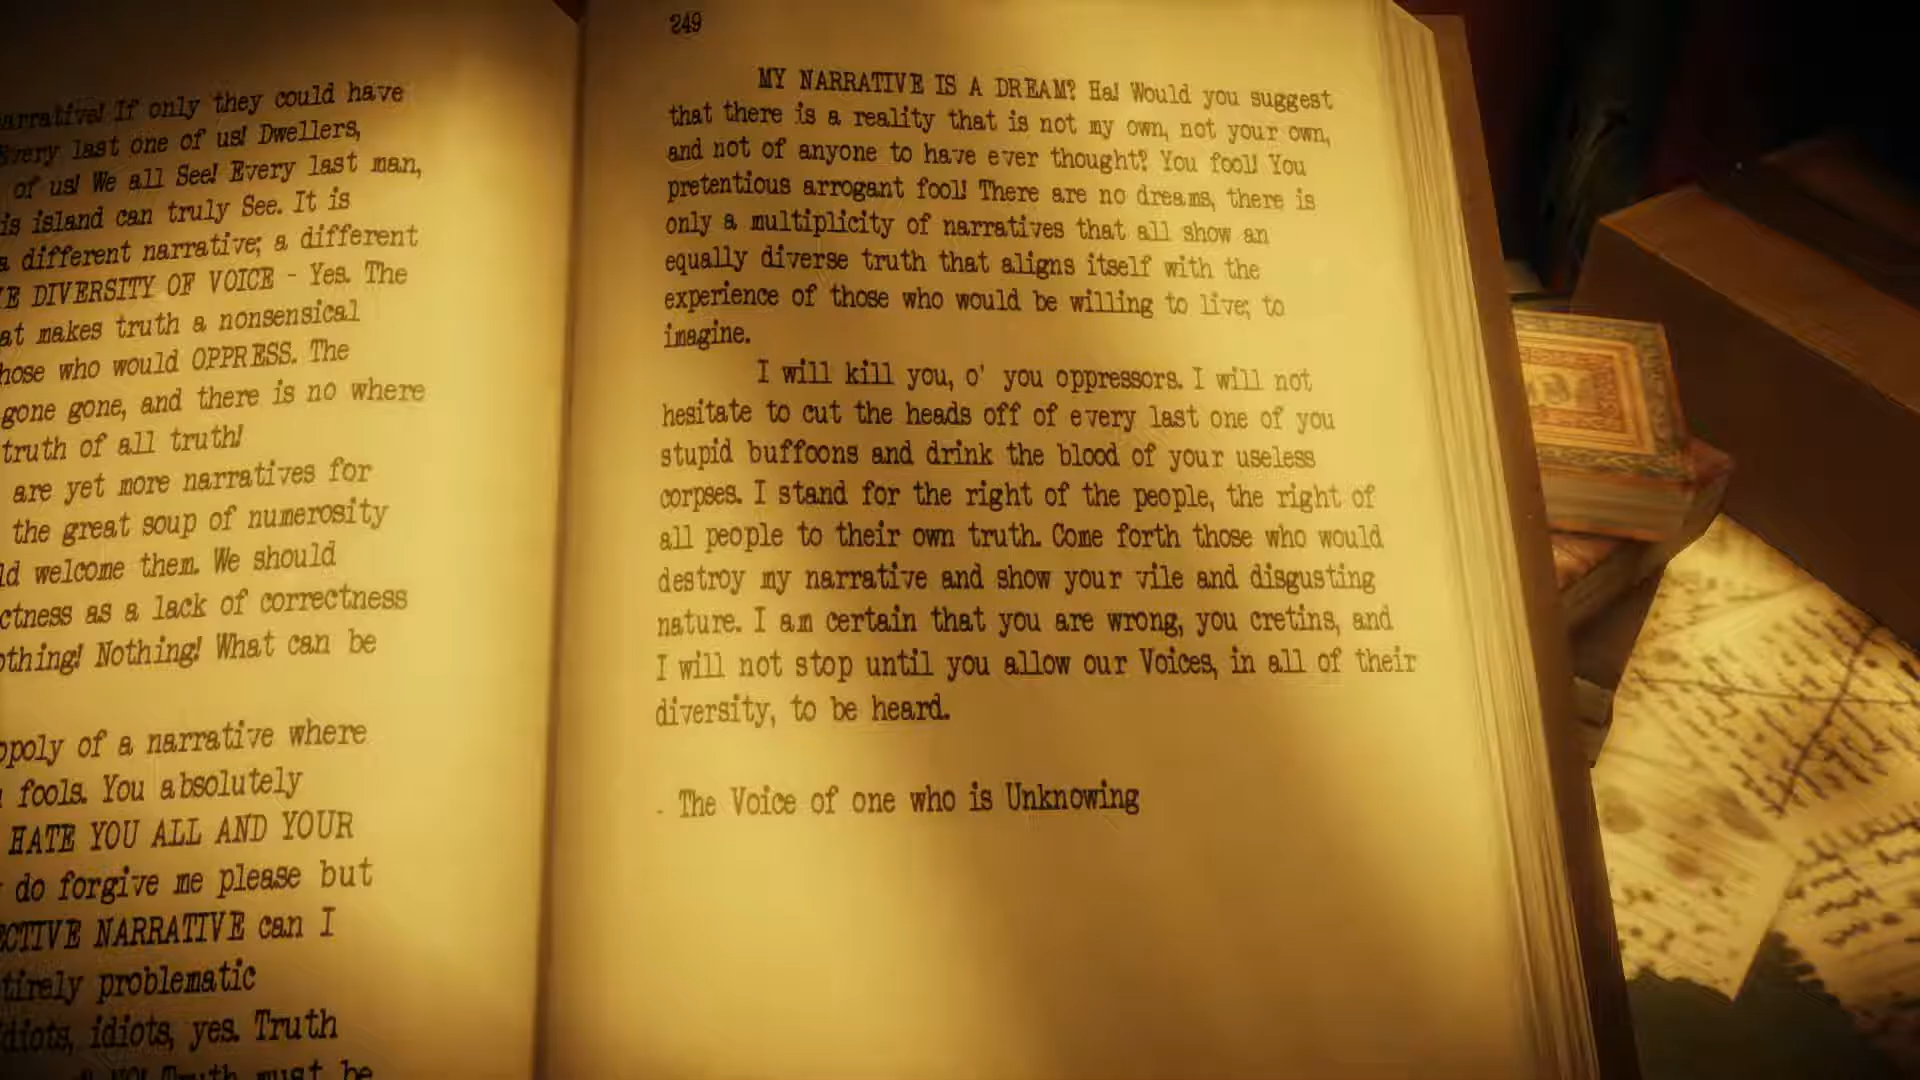 arrative! If only they could have
Every last one of us! Dwellers,
of us! We all See! Every last man,
is island can truly See. It is
a different narrative; a different
E DIVERSITY OF VOICE - Yes. The
at makes truth a nonsensical
hose who would OPPRESS. The
gone gone, and there is no where
truth of all truth!
are yet more narratives for
the great soup of numerosity
ld welcome them. We should
ctness as a lack of correctness
othing! Nothing! What can be
opoly of a narrative where
fools. You absolutely
HATE YOU ALL AND YOUR
do forgive me please but
ECTIVE NARRATIVE can I
tirely problematic
idiots, idiots, yes. Truth
NO! Truth must be
249
MY NARRATIVE IS A DREAM? Ha! Would you suggest
that there is a reality that is not my own, not your own,
and not of anyone to have ever thought? You fool! You
pretentious arrogant fool! There are no dreams, there is
only a multiplicity of narratives that all show an
equally diverse truth that aligns itself with the
experience of those who would be willing to live; to
imagine.
I will kill you, o' you oppressors. I will not
hesitate to cut the heads off of every last one of you
stupid buffoons and drink the blood of your useless
corpses. I stand for the right of the people, the right of
all people to their own truth. Come forth those who would
destroy my narrative and show your vile and disgusting
nature. I am certain that you are wrong, you cretins, and
I will not stop until you allow our Voices, in all of their
diversity, to be heard.
- The Voice of one who is Unknowing